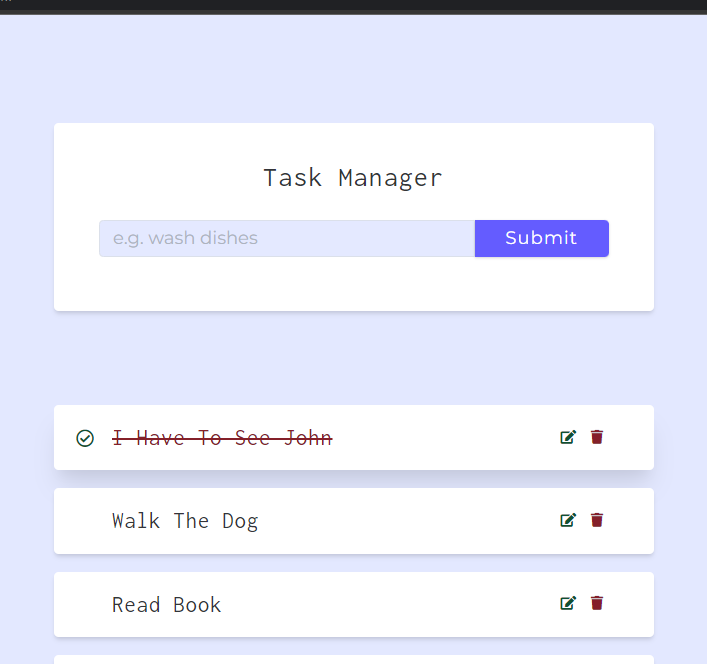 Task Manager
e.g. wash dishes
Submit
I Have To See John
Walk The Dog
Read Book